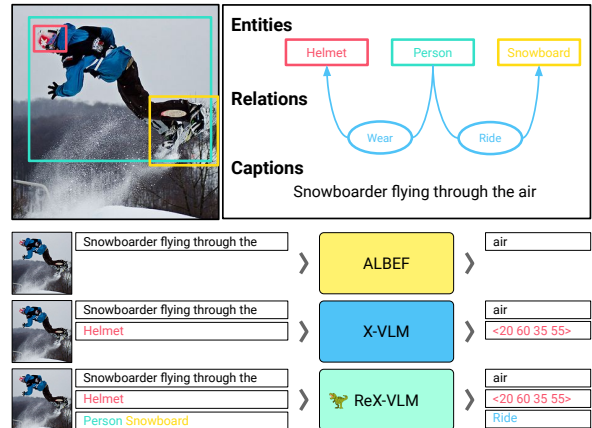 Entities
Helmet Person Snowboard
Relations
Wear Ride
Captions
Snowboarder flying through the air
Snowboarder flying through the
ALBEF
air
Snowboarder flying through the
Helmet
X-VLM
air
<20 60 35 55>
Snowboarder flying through the
Helmet
Person Snowboard
ReX-VLM
air
<20 60 35 55>
Ride